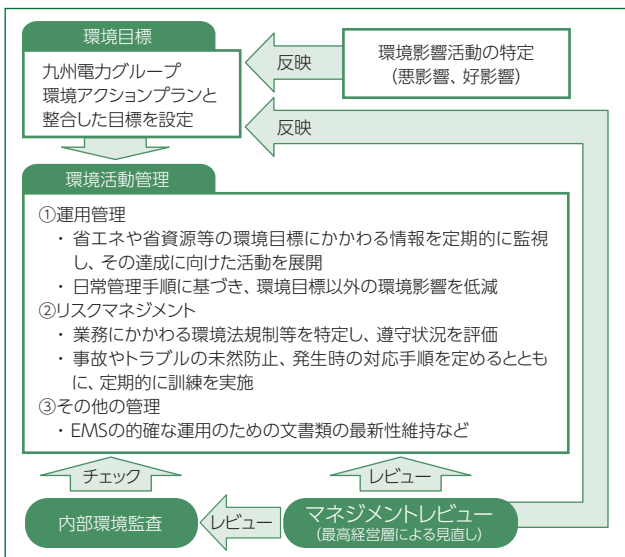 環境目標
九州電力グループ
環境アクションプランと
整合した目標を設定
反映
環境影響活動の特定
(悪影響、好影響)
反映
環境活動管理
①運用管理
・ 省エネや省資源等の環境目標にかかわる情報を定期的に監視
し、その達成に向けた活動を展開
・ 日常管理手順に基づき、環境目標以外の環境影響を低減
②リスクマネジメント
・ 業務にかかわる環境法規制等を特定し、遵守状況を評価
・ 事故やトラブルの未然防止、発生時の対応手順を定めるととも
に、定期的に訓練を実施
③その他の管理
・ EMSの的確な運用のための文書類の最新性維持など
チェック
レビュー
内部環境監査
レビュー
マネジメントレビュー
(最高経営層による見直し)